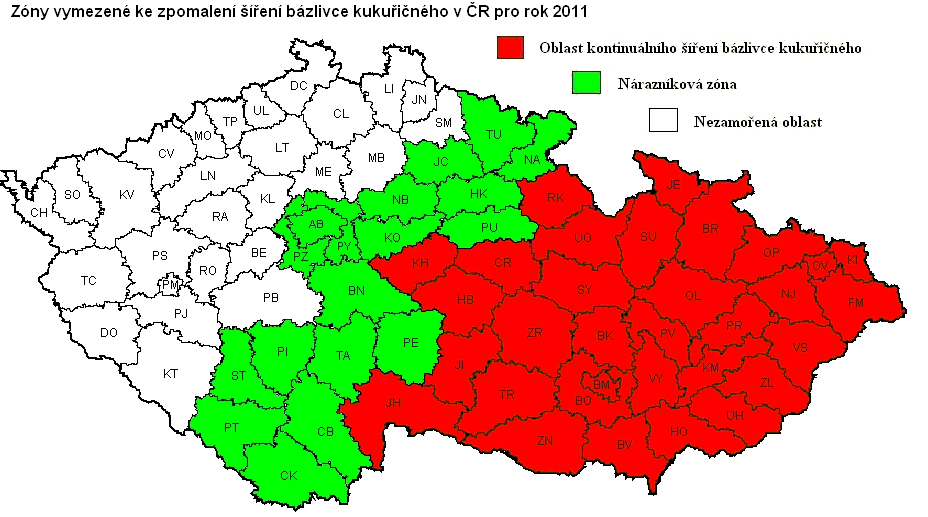 Zóny vymezené ke zpomalení šíření bázlivce kukuřičného v ČR pro rok 2011
Oblast kontinuálního šíření bázlivce kukuřičného
Nárazníková zóna
Nezamořená oblast
DC
LI
JN
UL
CL
SM
TP
MO
TU
CV
LT
ME
MB
JC
NA
LN
SO
KV
KL
NB
HK
RK
JE
CH
RA
AB
KO
PU
UO
SU
BR
PS
BE
PZ
PY
OP
OV
KI
TC
RO
KH
CR
PM
PB
BN
HB
SY
OL
NJ
FM
PJ
DO
ZR
BK
PV
PR
VS
PI
TA
PE
KT
ST
JI
KM
ZL
TR
BM
VY
BO
JH
UH
PT
CB
ZN
BV
HO
CK